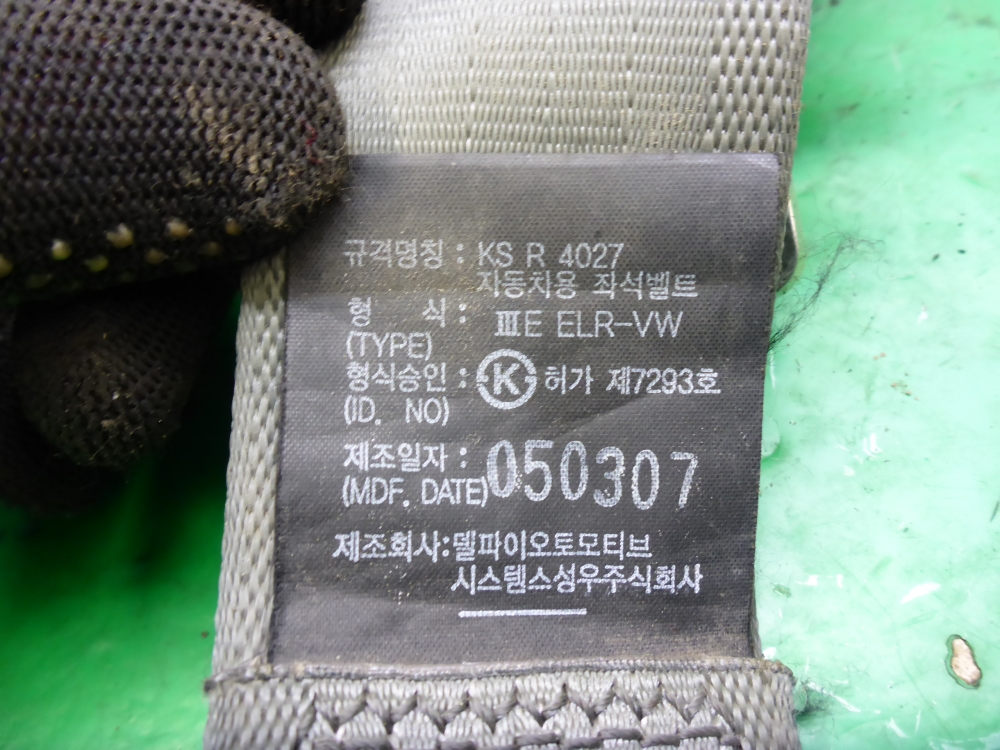 규격명칭 : KS R 4027
자동차용 좌석벨트
형 식 : ⅢE ELR-VW
(TYPE)
형식승인 : Ⓚ허가 제7293호
(ID. NO)
제조일자 : 050307
(MDF. DATE)
제조회사:델파이오토모티브
시스템스성우주식회사